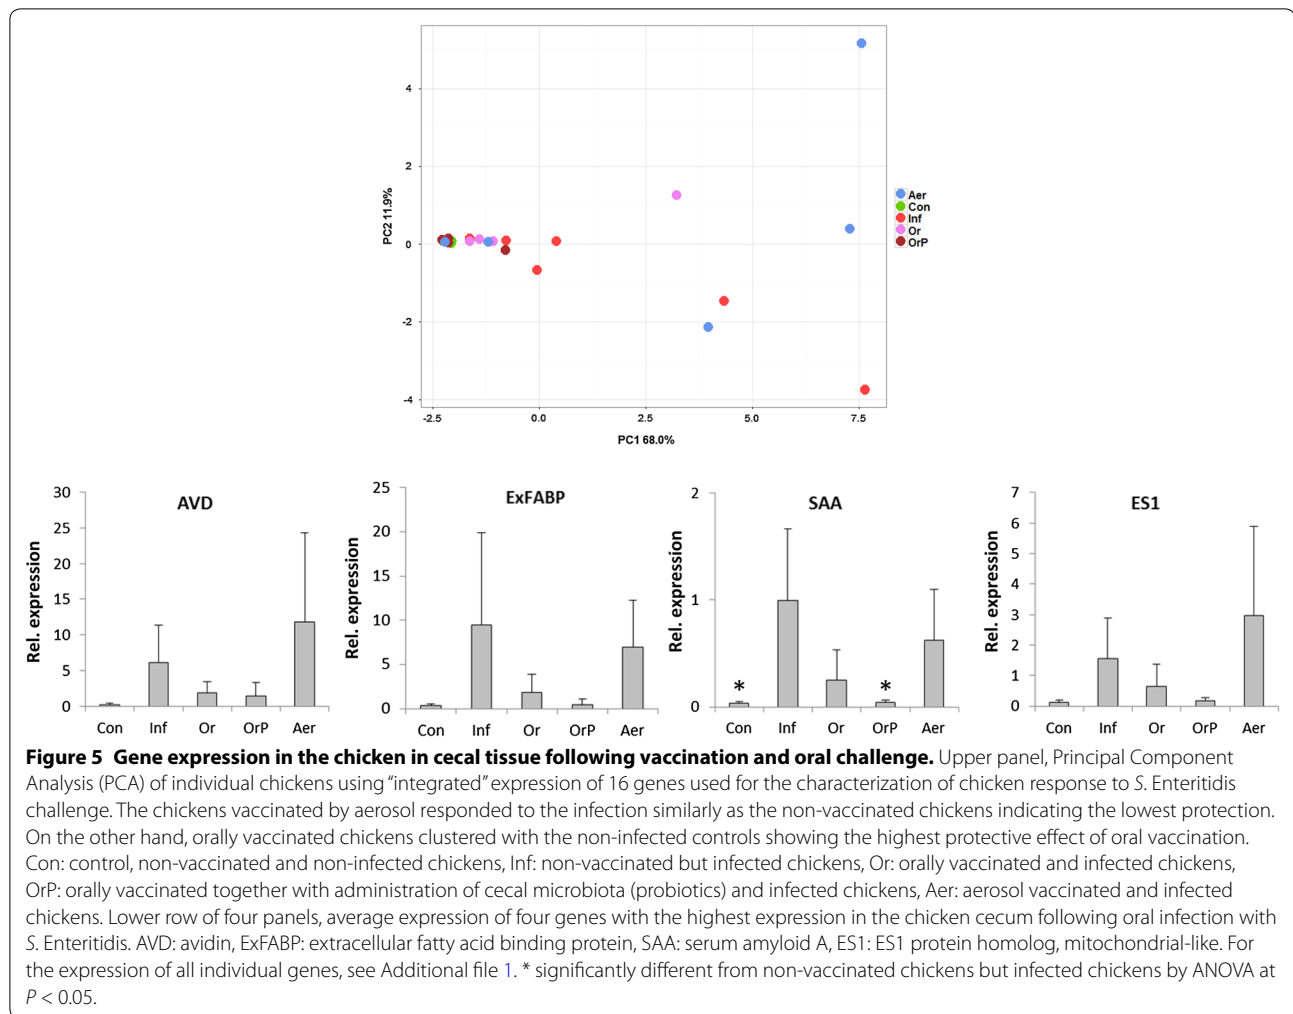 4
2
0
-2
-4
PC2 11.9%
-2.5
0.0
2.5
5.0
7.5
PC1 68.0%
Aer
Con
Inf
Or
OrP
AVD
Rel. expression
30
25
20
15
10
5
0
Con Inf Or OrP Aer
ExFABP
Rel. expression
25
20
15
10
5
0
Con Inf Or OrP Aer
SAA
Rel. expression
2
1
0
* *
Con Inf Or OrP Aer
ES1
Rel. expression
7
6
5
4
3
2
1
0
Con Inf Or OrP Aer
Figure 5 Gene expression in the chicken in cecal tissue following vaccination and oral challenge. Upper panel, Principal Component
Analysis (PCA) of individual chickens using “integrated” expression of 16 genes used for the characterization of chicken response to S. Enteritidis
challenge. The chickens vaccinated by aerosol responded to the infection similarly as the non-vaccinated chickens indicating the lowest protection.
On the other hand, orally vaccinated chickens clustered with the non-infected controls showing the highest protective effect of oral vaccination.
Con: control, non-vaccinated and non-infected chickens, Inf: non-vaccinated but infected chickens, Or: orally vaccinated and infected chickens,
OrP: orally vaccinated together with administration of cecal microbiota (probiotics) and infected chickens, Aer: aerosol vaccinated and infected
chickens. Lower row of four panels, average expression of four genes with the highest expression in the chicken cecum following oral infection with
S. Enteritidis. AVD: avidin, ExFABP: extracellular fatty acid binding protein, SAA: serum amyloid A, ES1: ES1 protein homolog, mitochondrial-like. For
the expression of all individual genes, see Additional file 1. * significantly different from non-vaccinated chickens but infected chickens by ANOVA at
P < 0.05.